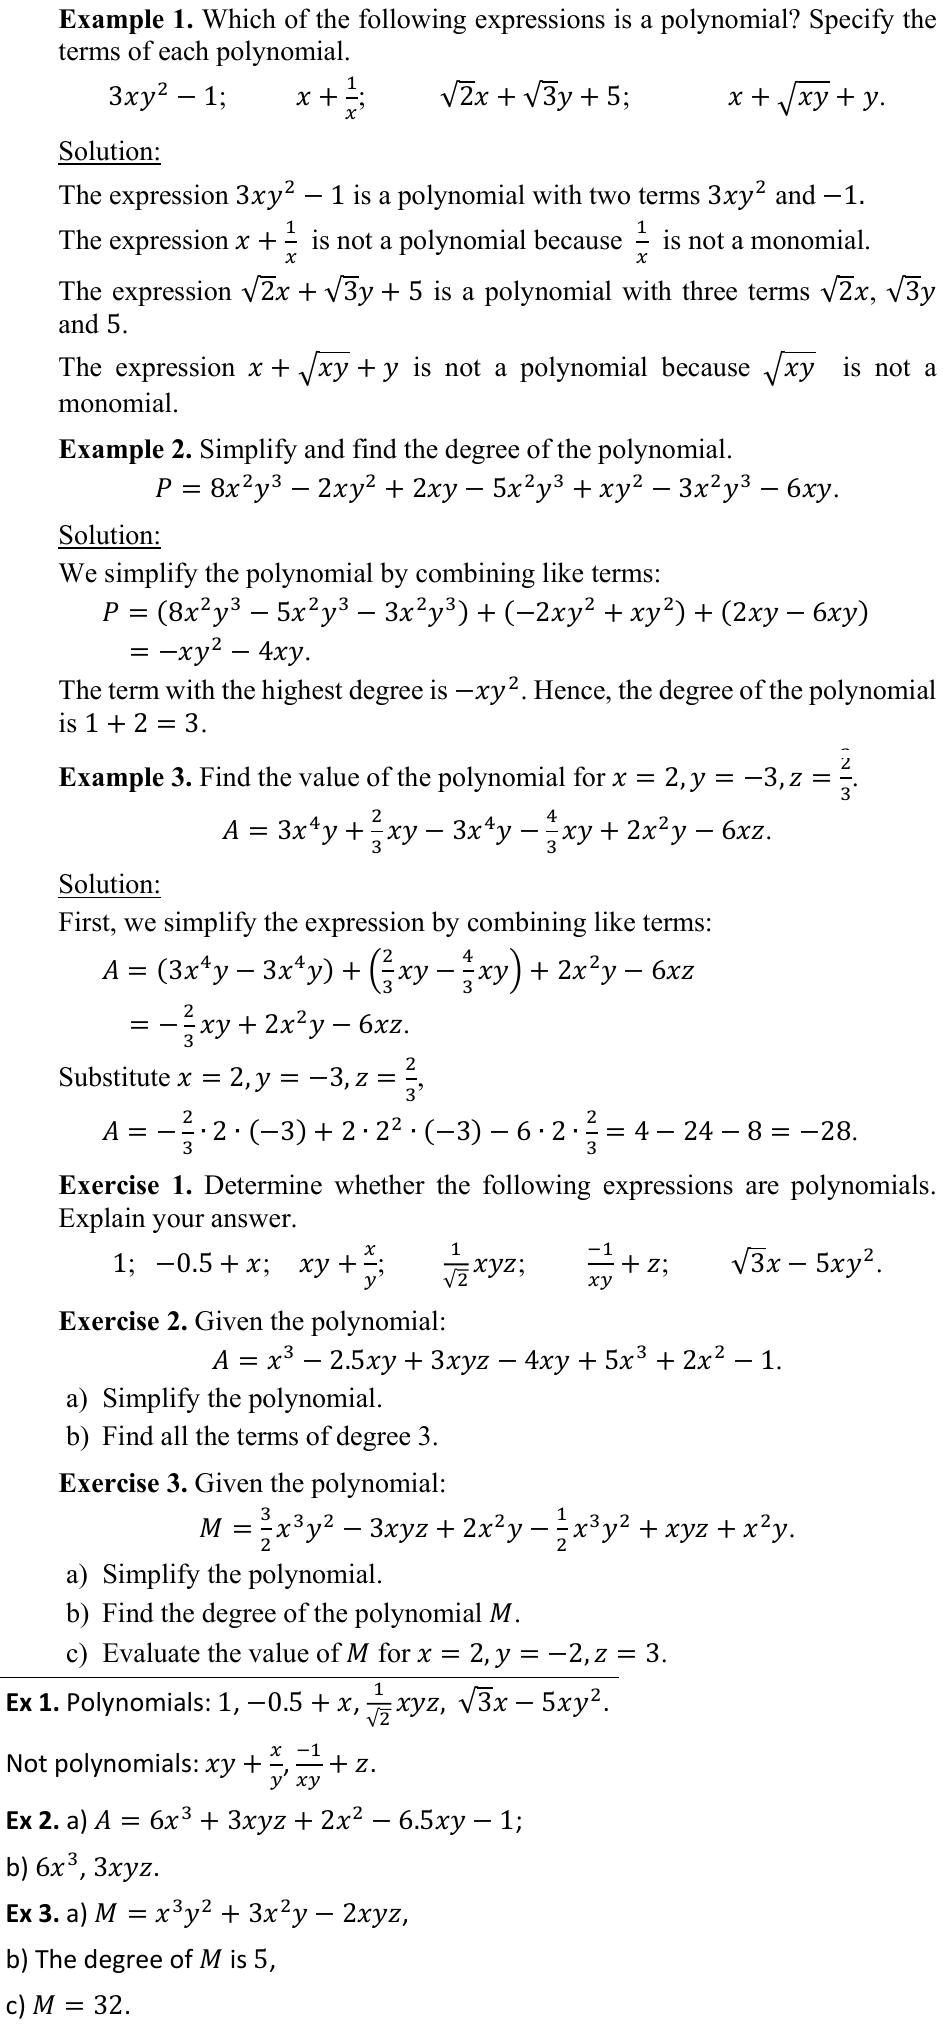 Example 1. Which of the following expressions is a polynomial? Specify the
terms of each polynomial.
3xy² − 1; x + 1/x; √2x + √3y + 5; x + √(xy) + y.
Solution:
The expression 3xy² − 1 is a polynomial with two terms 3xy² and −1.
The expression x + 1/x is not a polynomial because 1/x is not a monomial.
The expression √2x + √3y + 5 is a polynomial with three terms √2x, √3y
and 5.
The expression x + √(xy) + y is not a polynomial because √(xy) is not a
monomial.
Example 2. Simplify and find the degree of the polynomial.
P = 8x²y³ − 2xy² + 2xy − 5x²y³ + xy² − 3x²y³ − 6xy.
Solution:
We simplify the polynomial by combining like terms:
P = (8x²y³ − 5x²y³ − 3x²y³) + (−2xy² + xy²) + (2xy − 6xy)
= −xy² − 4xy.
The term with the highest degree is −xy². Hence, the degree of the polynomial
is 1 + 2 = 3.
Example 3. Find the value of the polynomial for x = 2, y = −3, z = 2/3.
A = 3x⁴y + 2/3 xy − 3x⁴y − 4/3 xy + 2x²y − 6xz.
Solution:
First, we simplify the expression by combining like terms:
A = (3x⁴y − 3x⁴y) + (2/3 xy − 4/3 xy) + 2x²y − 6xz
= −2/3 xy + 2x²y − 6xz.
Substitute x = 2, y = −3, z = 2/3,
A = −2/3 · 2 · (−3) + 2 · 2² · (−3) − 6 · 2 · 2/3 = 4 − 24 − 8 = −28.
Exercise 1. Determine whether the following expressions are polynomials.
Explain your answer.
1; −0.5 + x; xy + x/y; 1/√2 xyz; −1/xy + z; √3x − 5xy².
Exercise 2. Given the polynomial:
A = x³ − 2.5xy + 3xyz − 4xy + 5x³ + 2x² − 1.
a) Simplify the polynomial.
b) Find all the terms of degree 3.
Exercise 3. Given the polynomial:
M = 3/2 x³y² − 3xyz + 2x²y − 1/2 x³y² + xyz + x²y.
a) Simplify the polynomial.
b) Find the degree of the polynomial M.
c) Evaluate the value of M for x = 2, y = −2, z = 3.
Ex 1. Polynomials: 1, −0.5 + x, 1/√2 xyz, √3x − 5xy².
Not polynomials: xy + x/y, −1/xy + z.
Ex 2. a) A = 6x³ + 3xyz + 2x² − 6.5xy − 1;
b) 6x³, 3xyz.
Ex 3. a) M = x³y² + 3x²y − 2xyz,
b) The degree of M is 5,
c) M = 32.